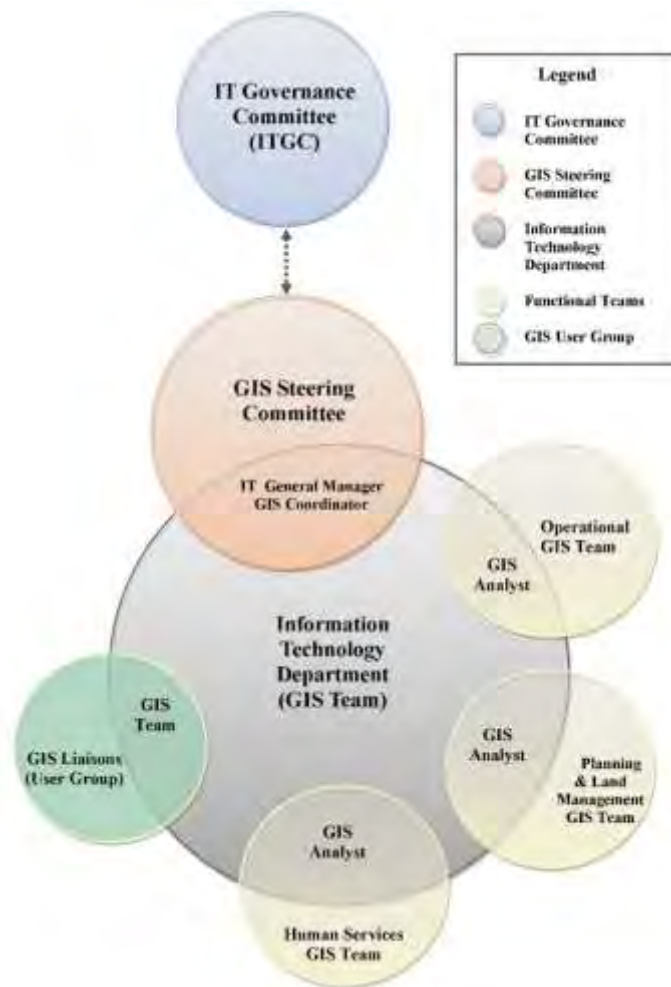 IT Governance
Committee
(ITGC)
Legend
IT Governance
Committee
GIS Steering
Committee
Information
Technology
Department
Functional Teams
GIS User Group
GIS Steering
Committee
IT General Manager
GIS Coordinator
Operational
GIS Team
GIS
Analyst
Information
Technology
Department
(GIS Team)
GIS
Team
GIS Liaisons
(User Group)
GIS
Analyst
Planning
& Land
Management
GIS Team
GIS
Analyst
Human Services
GIS Team